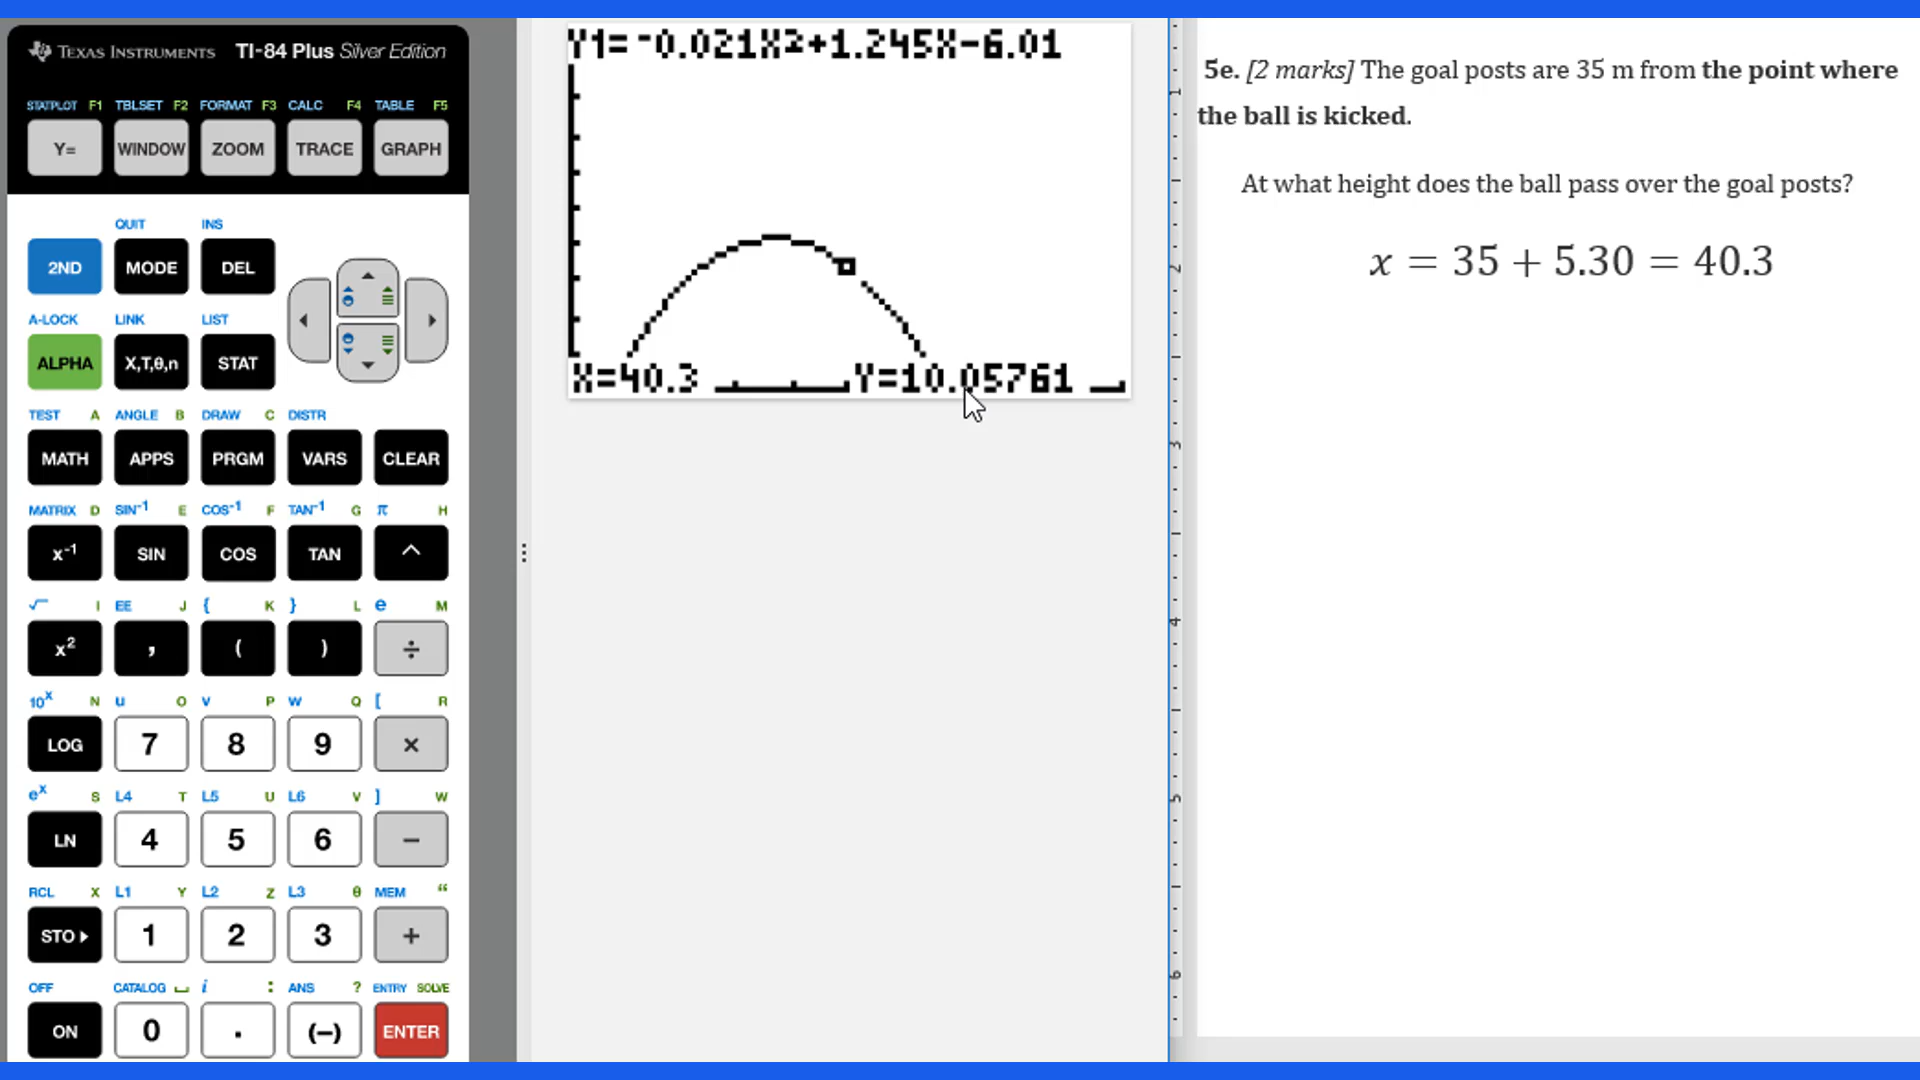 TEXAS INSTRUMENTS TI-84 Plus Silver Edition
STATPLOT F1 TBLSET F2 FORMAT F3 CALC F4 TABLE F5
Y= WINDOW ZOOM TRACE GRAPH
QUIT INS
2ND MODE DEL
A-LOCK LINK LIST
ALPHA X,T,θ,n STAT
TEST A ANGLE B DRAW C DISTR
MATH APPS PRGM VARS CLEAR
MATRIX D SIN⁻¹ E COS⁻¹ F TAN⁻¹ G π H
x⁻¹ SIN COS TAN ^
√ I EE J { K } L e M
x² , ( ) ÷
10ˣ N u O v P w Q [ R
LOG 7 8 9 ×
eˣ S L4 T L5 U L6 V ] W
LN 4 5 6 −
RCL X L1 Y L2 Z L3 θ MEM “
STO▸ 1 2 3 +
OFF CATALOG ⎵ i : ANS ? ENTRY SOLVE
ON 0 . (−) ENTER
Y1=-0.021X²+1.245X-6.01
X=40.3 Y=10.05761
1
2
3
4
5
6
5e. [2 marks] The goal posts are 35 m from the point where
the ball is kicked.
At what height does the ball pass over the goal posts?
x = 35 + 5.30 = 40.3